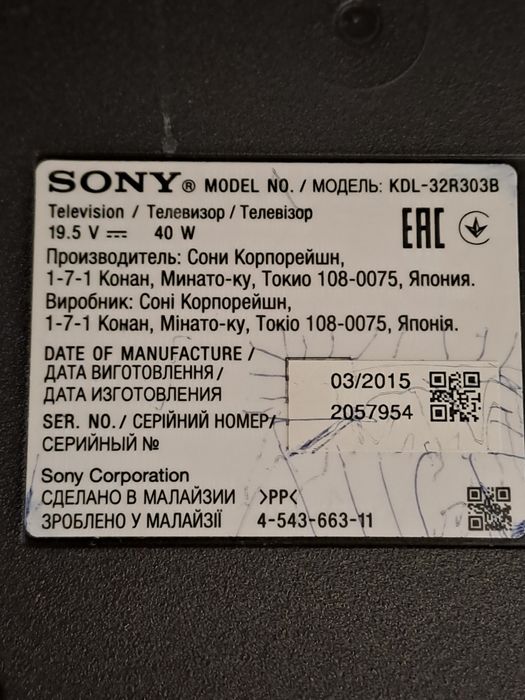 SONY® MODEL NO. / МОДЕЛЬ: KDL-32R303B
Television / Телевизор / Телевізор
19.5 V ⎓ 40 W
EAC
Производитель: Сони Корпорейшн,
1-7-1 Конан, Минато-ку, Токио 108-0075, Япония.
Виробник: Соні Корпорейшн,
1-7-1 Конан, Мінато-ку, Токіо 108-0075, Японія.
DATE OF MANUFACTURE /
ДАТА ВИГОТОВЛЕННЯ /
ДАТА ИЗГОТОВЛЕНИЯ
03/2015
SER. NO. / СЕРІЙНИЙ НОМЕР/
СЕРИЙНЫЙ №
2057954
Sony Corporation
СДЕЛАНО В МАЛАЙЗИИ >PP<
ЗРОБЛЕНО У МАЛАЙЗІЇ 4-543-663-11